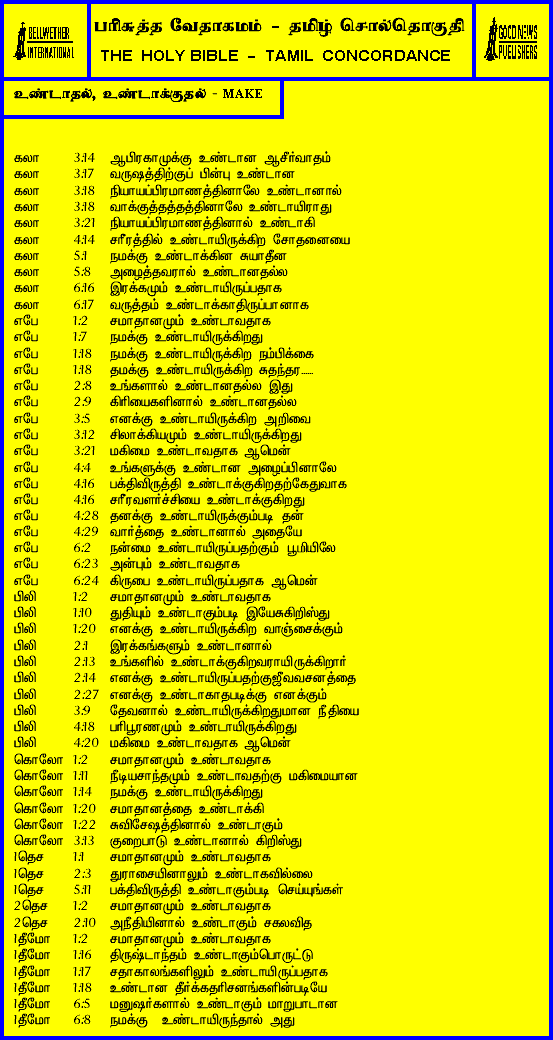 BELLWETHER
INTERNATIONAL
பரிசுத்த வேதாகமம் - தமிழ் சொல்தொகுதி
THE HOLY BIBLE - TAMIL CONCORDANCE
GOOD NEWS
PUBLISHERS
உண்டாதல், உண்டாக்குதல் - MAKE
கலா 3:14 ஆபிரகாமுக்கு உண்டான ஆசீர்வாதம்
கலா 3:17 வருஷத்திற்குப் பின்பு உண்டான
கலா 3:18 நியாயப்பிரமாணத்தினாலே உண்டானால்
கலா 3:18 வாக்குத்தத்தத்தினாலே உண்டாயிராது
கலா 3:21 நியாயப்பிரமாணத்தினால் உண்டாகி
கலா 4:14 சரீரத்தில் உண்டாயிருக்கிற சோதனையை
கலா 5:1 நமக்கு உண்டாக்கின சுயாதீன
கலா 5:8 அழைத்தவரால் உண்டானதல்ல
கலா 6:16 இரக்கமும் உண்டாயிருப்பதாக
கலா 6:17 வருத்தம் உண்டாக்காதிருப்பானாக
எபே 1:2 சமாதானமும் உண்டாவதாக
எபே 1:7 நமக்கு உண்டாயிருக்கிறது
எபே 1:18 நமக்கு உண்டாயிருக்கிற நம்பிக்கை
எபே 1:18 தமக்கு உண்டாயிருக்கிற சுதந்தர.....
எபே 2:8 உங்களால் உண்டானதல்ல இது
எபே 2:9 கிரியைகளினால் உண்டானதல்ல
எபே 3:5 எனக்கு உண்டாயிருக்கிற அறிவை
எபே 3:12 சிலாக்கியமும் உண்டாயிருக்கிறது
எபே 3:21 மகிமை உண்டாவதாக ஆமென்
எபே 4:4 உங்களுக்கு உண்டான அழைப்பினாலே
எபே 4:16 பக்திவிருத்தி உண்டாக்குகிறதற்கேதுவாக
எபே 4:16 சரீரவளர்ச்சியை உண்டாக்குகிறது
எபே 4:28 தனக்கு உண்டாயிருக்கும்படி தன்
எபே 4:29 வார்த்தை உண்டானால் அதையே
எபே 6:2 நன்மை உண்டாயிருப்பதற்கும் பூமியிலே
எபே 6:23 அன்பும் உண்டாவதாக
எபே 6:24 கிருபை உண்டாயிருப்பதாக ஆமென்
பிலி 1:2 சமாதானமும் உண்டாவதாக
பிலி 1:10 துதியும் உண்டாகும்படி இயேசுகிறிஸ்து
பிலி 1:20 எனக்கு உண்டாயிருக்கிற வாஞ்சைக்கும்
பிலி 2:1 இரக்கங்களும் உண்டானால்
பிலி 2:13 உங்களில் உண்டாக்குகிறவராயிருக்கிறார்
பிலி 2:14 எனக்கு உண்டாயிருப்பதற்குஜீவவசனத்தை
பிலி 2:27 எனக்கு உண்டாகாதபடிக்கு எனக்கும்
பிலி 3:9 தேவனால் உண்டாயிருக்கிறதுமான நீதியை
பிலி 4:18 பரிபூரணமும் உண்டாயிருக்கிறது
பிலி 4:20 மகிமை உண்டாவதாக ஆமென்
கொலோ 1:2 சமாதானமும் உண்டாவதாக
கொலோ 1:11 நீடியசாந்தமும் உண்டாவதற்கு மகிமையான
கொலோ 1:14 நமக்கு உண்டாயிருக்கிறது
கொலோ 1:20 சமாதானத்தை உண்டாக்கி
கொலோ 1:22 சுவிசேஷத்தினால் உண்டாகும்
கொலோ 3:13 குறைபாடு உண்டானால் கிறிஸ்து
1தெச 1:1 சமாதானமும் உண்டாவதாக
1தெச 2:3 துராசையினாலும் உண்டாகவில்லை
1தெச 5:11 பக்திவிருத்தி உண்டாகும்படி செய்யுங்கள்
2தெச 1:2 சமாதானமும் உண்டாவதாக
2தெச 2:10 அநீதியினால் உண்டாகும் சகலவித
1தீமோ 1:2 சமாதானமும் உண்டாவதாக
1தீமோ 1:16 திருஷ்டாந்தம் உண்டாகும்பொருட்டு
1தீமோ 1:17 சதாகாலங்களிலும் உண்டாயிருப்பதாக
1தீமோ 1:18 உண்டான தீர்க்கதரிசனங்களின்படியே
1தீமோ 6:5 மனுஷர்களால் உண்டாகும் மாறுபாடான
1தீமோ 6:8 நமக்கு உண்டாயிருந்தால் அது